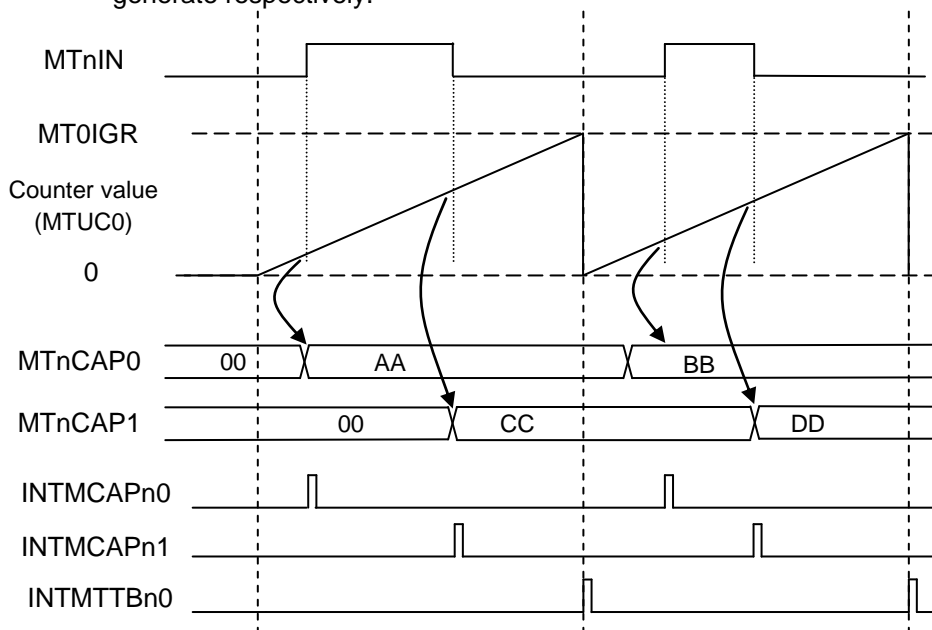 generate respectively.
MTnIN
MT0IGR
Counter value
(MTUC0)
0
MTnCAP0 00 AA BB
MTnCAP1 00 CC DD
INTMCAPn0
INTMCAPn1
INTMTTBn0